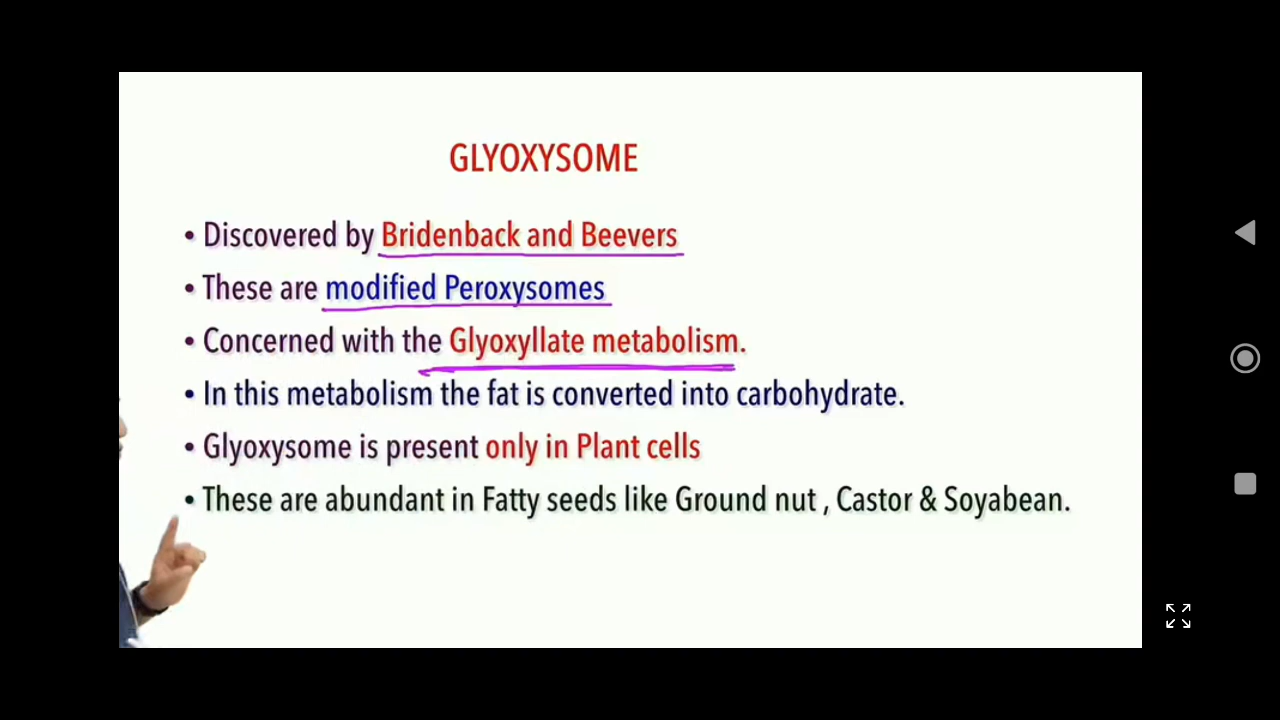 GLYOXYSOME
• Discovered by Bridenback and Beevers
• These are modified Peroxysomes
• Concerned with the Glyoxyllate metabolism.
• In this metabolism the fat is converted into carbohydrate.
• Glyoxysome is present only in Plant cells
• These are abundant in Fatty seeds like Ground nut , Castor & Soyabean.